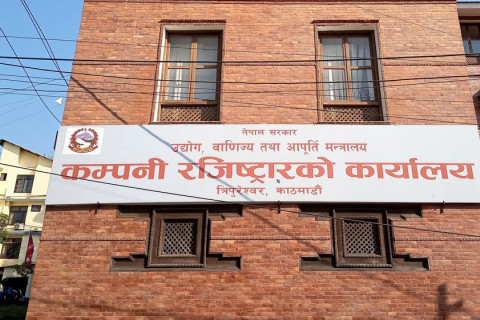 नेपाल सरकार
उद्योग, वाणिज्य तथा आपूर्ति मन्त्रालय
कम्पनी रजिष्ट्रारको कार्यालय
त्रिपुरेश्वर, काठमाडौं